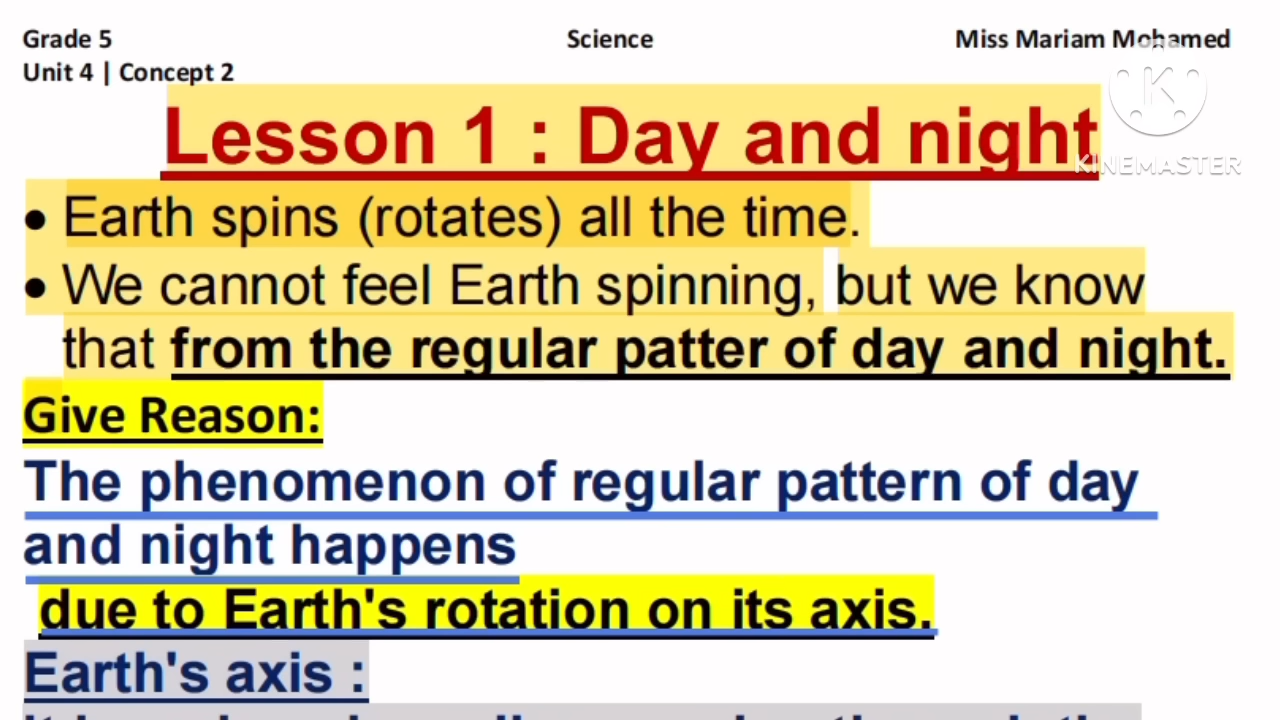 Grade 5 Science Miss Mariam Mohamed
Unit 4 | Concept 2
KINEMASTER
Lesson 1 : Day and night
• Earth spins (rotates) all the time.
• We cannot feel Earth spinning, but we know
that from the regular patter of day and night.
Give Reason:
The phenomenon of regular pattern of day
and night happens
due to Earth's rotation on its axis.
Earth's axis :